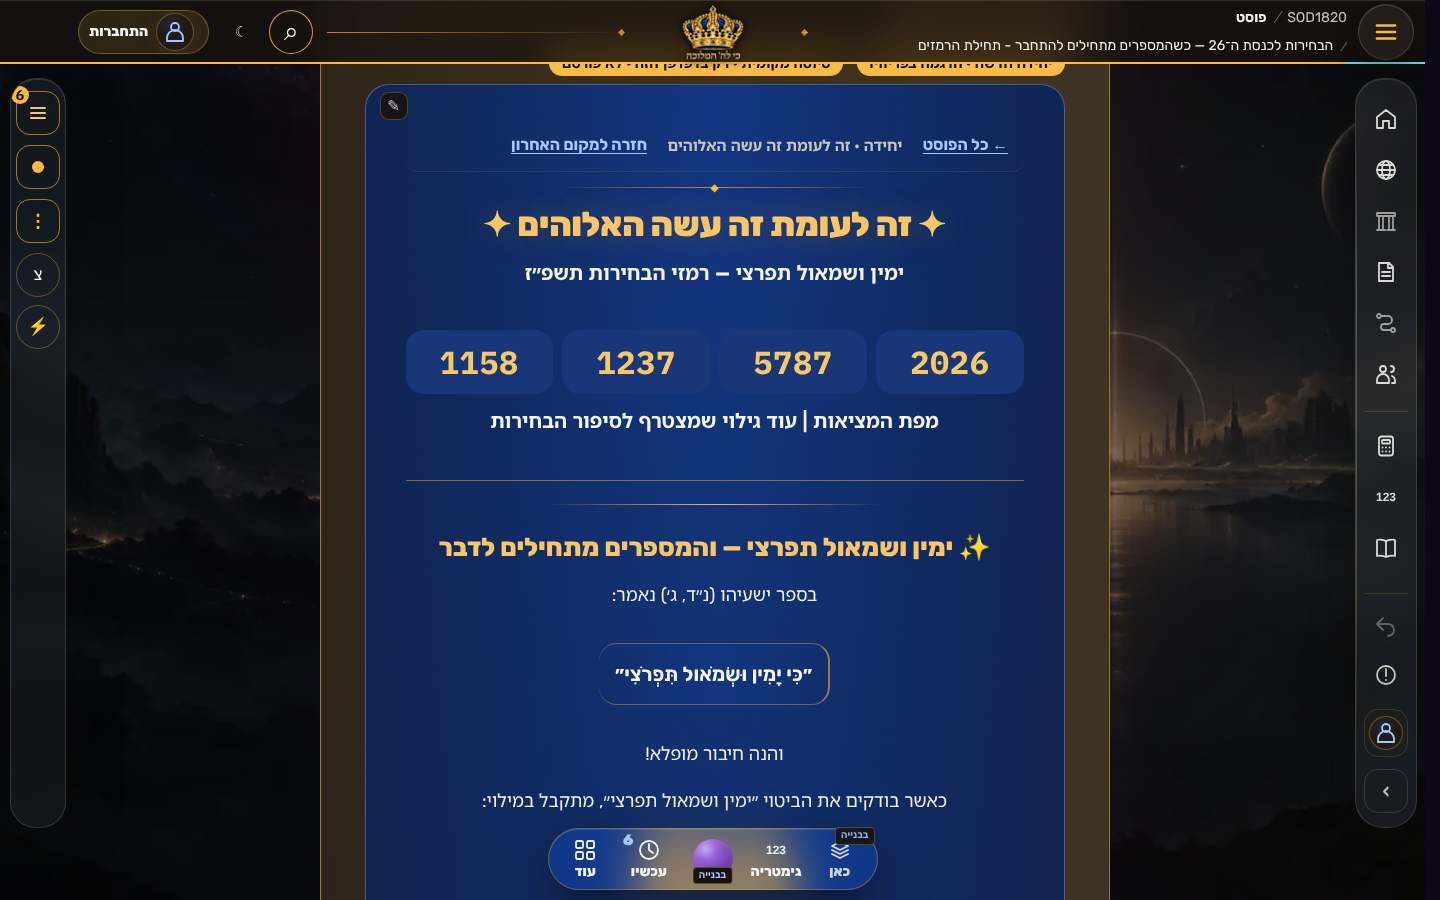 SOD1820 / פוסט
/ הבחירות לכנסת ה־26 — כשהמספרים מתחילים להתחבר - תחילת הרמזים
כי לה' המלוכה
התחברות
6
צ
123
← כל הפוסט
יחידה • זה לעומת זה עשה האלוהים
חזרה למקום האחרון
✦ זה לעומת זה עשה האלוהים ✦
ימין ושמאול תפרצי — רמזי הבחירות תשפ״ז
2026
5787
1237
1158
מפת המציאות | עוד גילוי שמצטרף לסיפור הבחירות
✨ ימין ושמאול תפרצי — והמספרים מתחילים לדבר
בספר ישעיהו (נ״ד, ג׳) נאמר:
״כִּי יָמִין וּשְׂמֹאול תִּפְרֹצִי״
והנה חיבור מופלא!
כאשר בודקים את הביטוי ״ימין ושמאול תפרצי״, מתקבל במילוי:
בבנייה
כאן
123
גימטריה
בבנייה
6
עכשיו
עוד